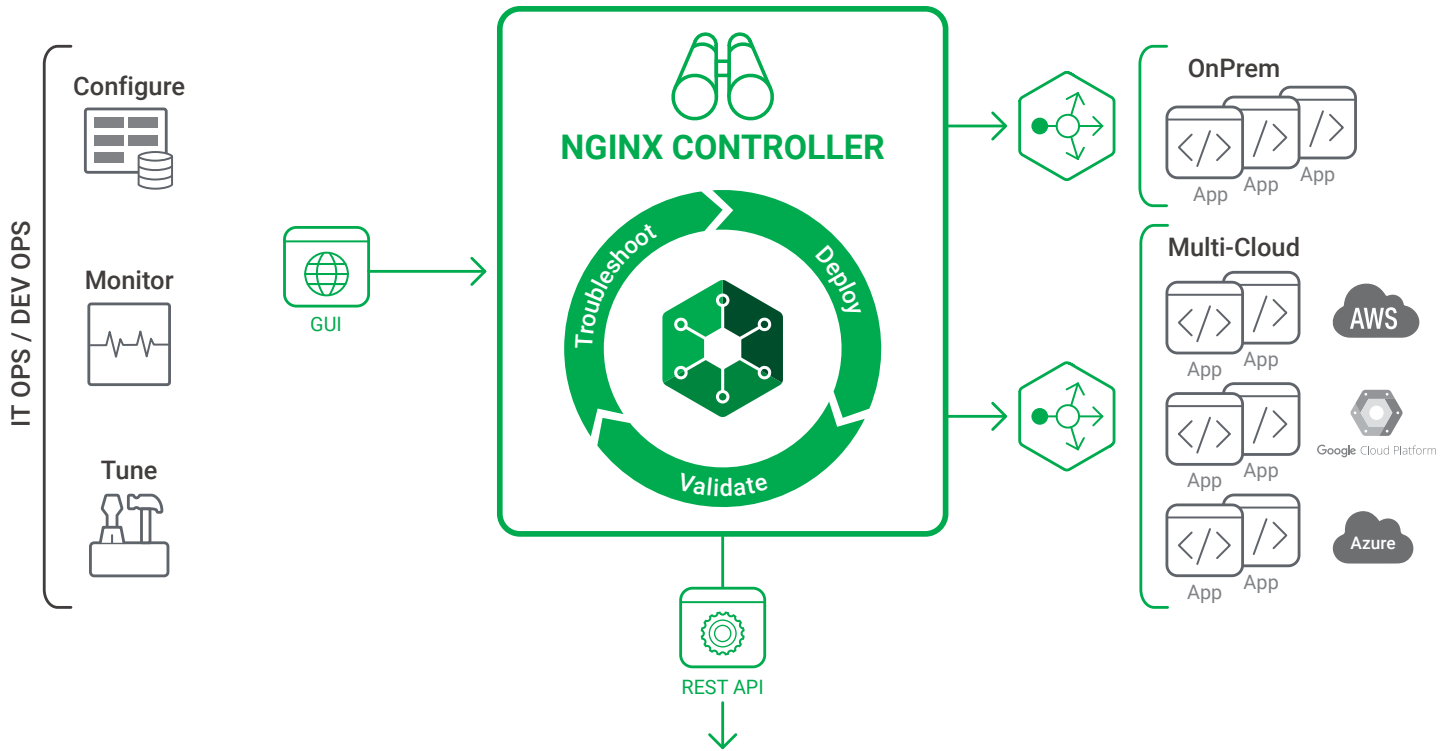 IT OPS / DEV OPS
Configure
Monitor
Tune
GUI
NGINX CONTROLLER
Troubleshoot
Deploy
Validate
REST API
OnPrem
App
App
App
Multi-Cloud
App
App
AWS
App
App
Google Cloud Platform
App
App
Azure